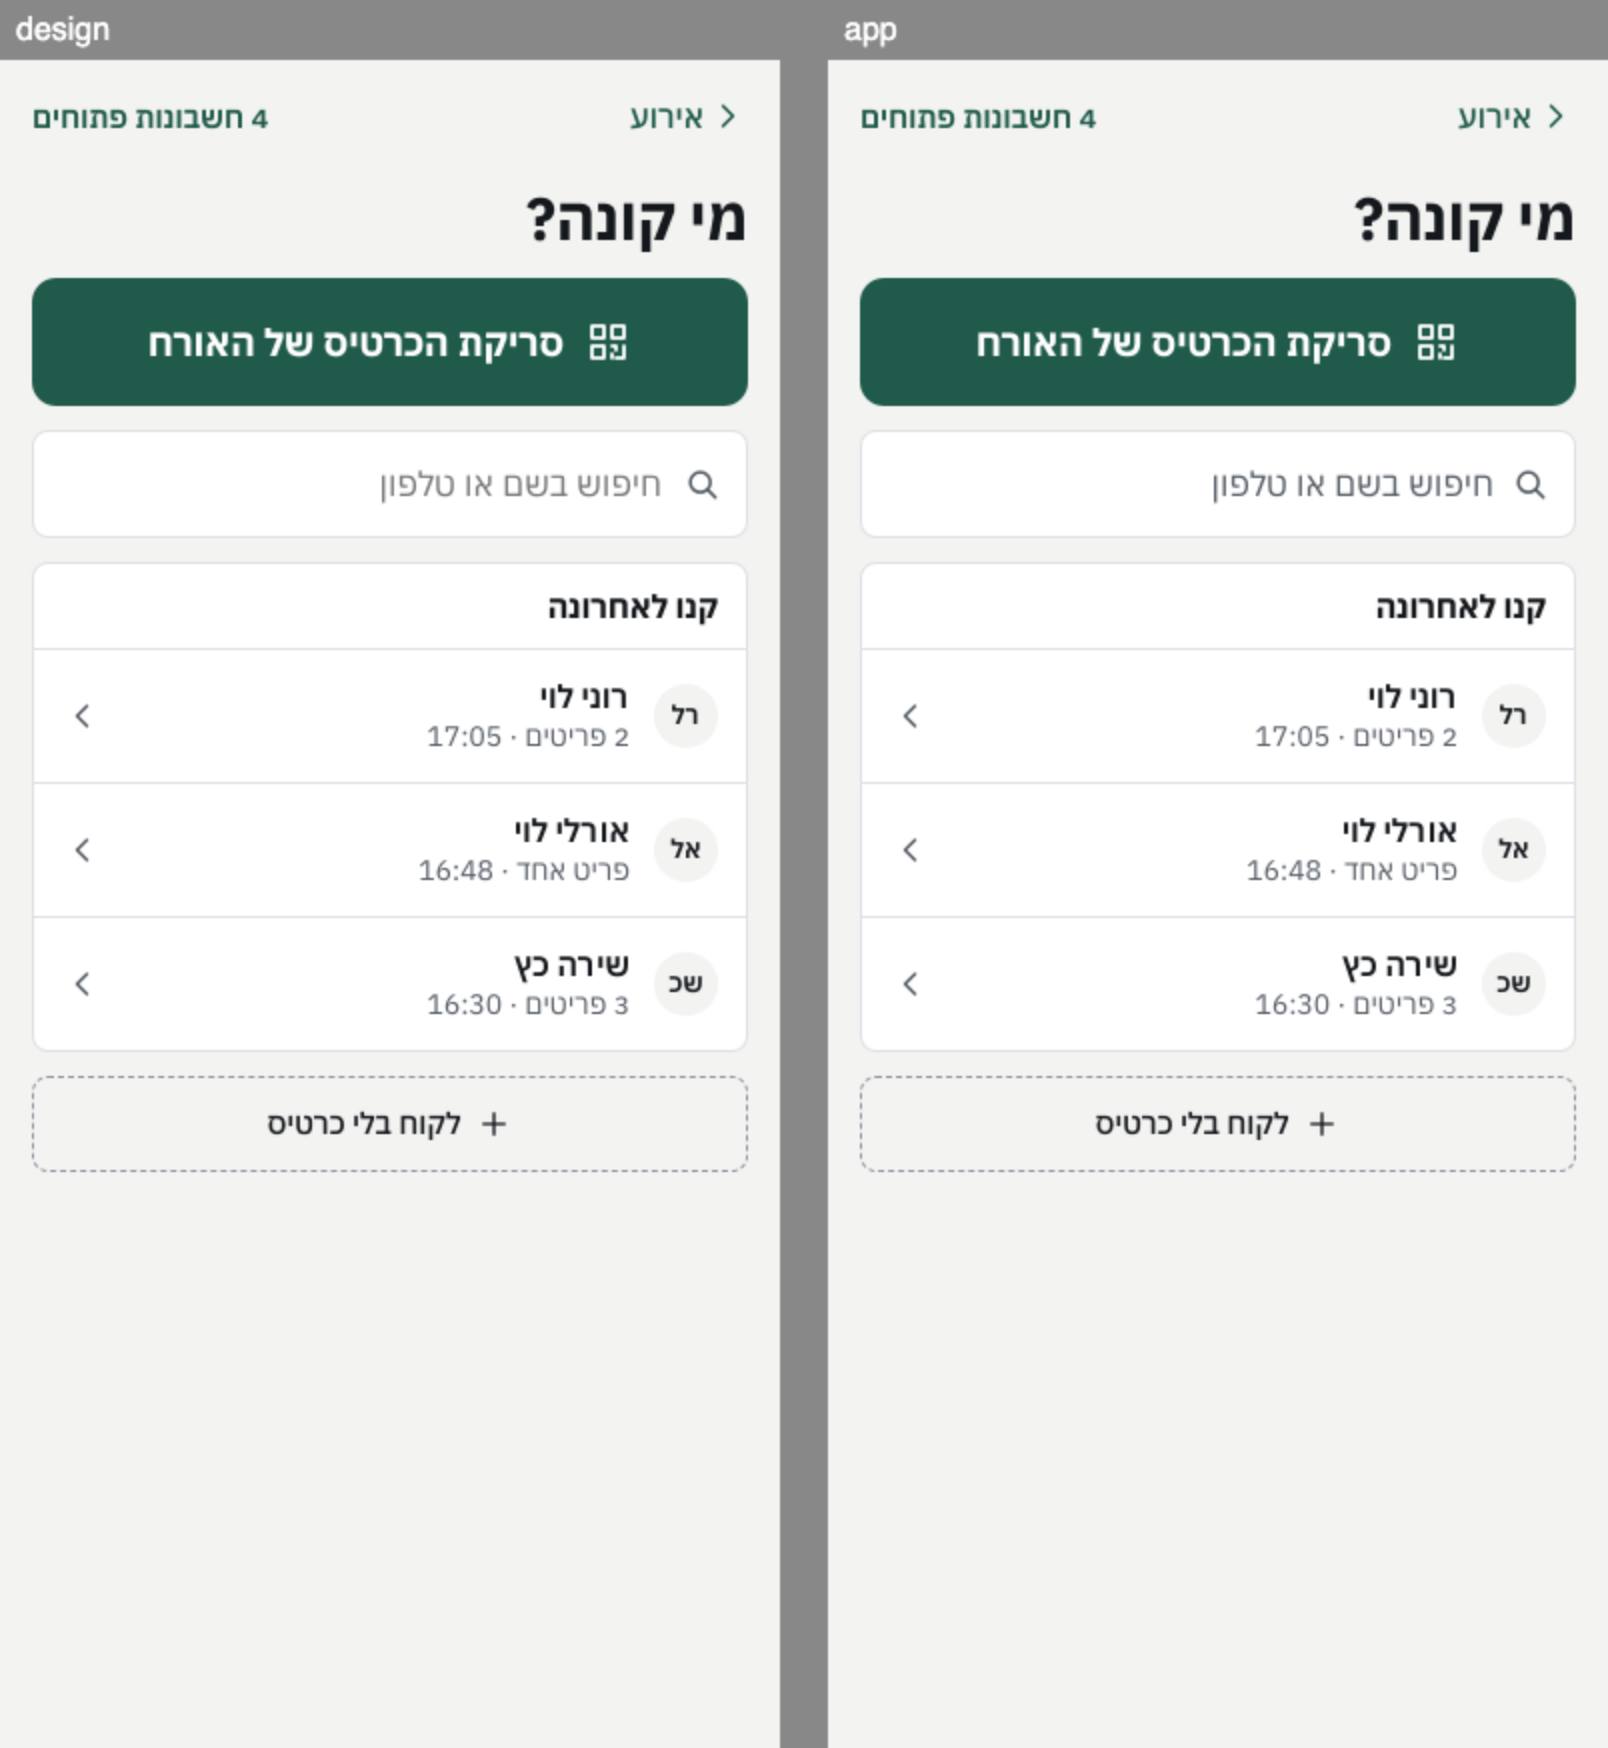 design
אירוע
4 חשבונות פתוחים
מי קונה?
סריקת הכרטיס של האורח
חיפוש בשם או טלפון
קנו לאחרונה
רל
רוני לוי
2 פריטים · 17:05
אל
אורלי לוי
פריט אחד · 16:48
שכ
שירה כץ
3 פריטים · 16:30
לקוח בלי כרטיס
app
אירוע
4 חשבונות פתוחים
מי קונה?
סריקת הכרטיס של האורח
חיפוש בשם או טלפון
קנו לאחרונה
רל
רוני לוי
2 פריטים · 17:05
אל
אורלי לוי
פריט אחד · 16:48
שכ
שירה כץ
3 פריטים · 16:30
לקוח בלי כרטיס